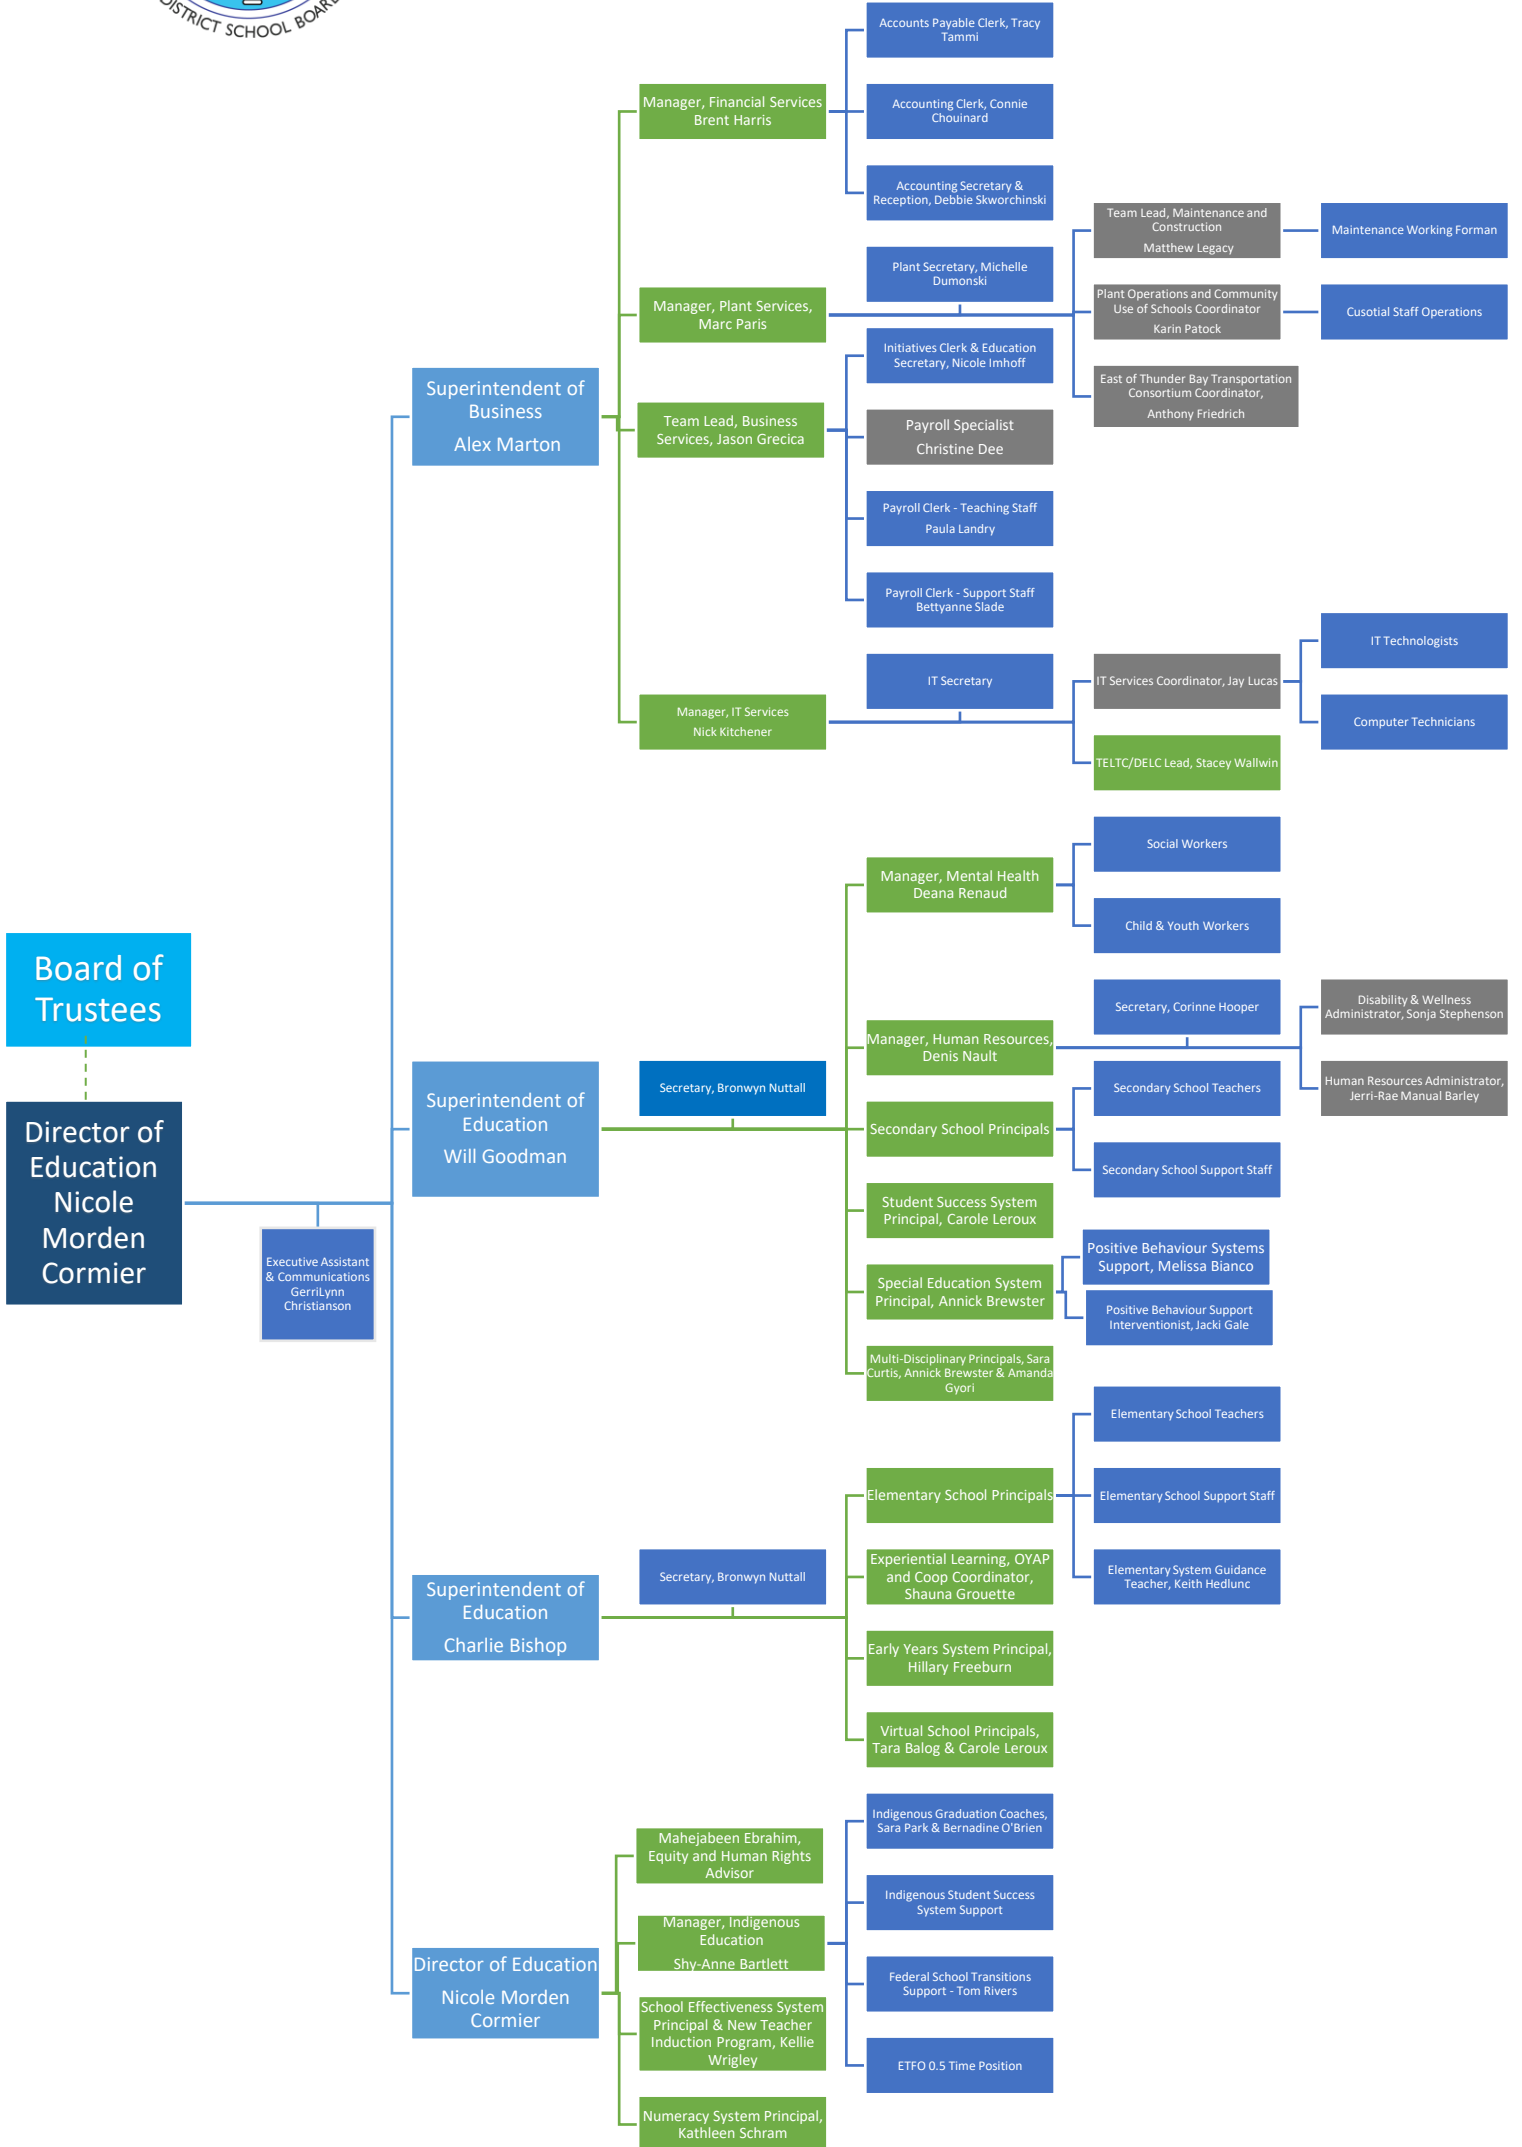 DISTRICT SCHOOL BOARD
Accounts Payable Clerk, Tracy
Tammi
Manager, Financial Services
Brent Harris
Accounting Clerk, Connie
Chouinard
Accounting Secretary &
Reception, Debbie Skworchinski
Team Lead, Maintenance and
Construction
Matthew Legacy
Maintenance Working Forman
Plant Secretary, Michelle
Dumonski
Manager, Plant Services,
Marc Paris
Plant Operations and Community
Use of Schools Coordinator
Karin Patock
Cusotial Staff Operations
Initiatives Clerk & Education
Secretary, Nicole Imhoff
East of Thunder Bay Transportation
Consortium Coordinator,
Anthony Friedrich
Superintendent of
Business
Alex Marton
Team Lead, Business
Services, Jason Grecica
Payroll Specialist
Christine Dee
Payroll Clerk - Teaching Staff
Paula Landry
Payroll Clerk - Support Staff
Bettyanne Slade
IT Technologists
IT Secretary
IT Services Coordinator, Jay Lucas
Manager, IT Services
Nick Kitchener
Computer Technicians
TELTC/DELC Lead, Stacey Wallwin
Social Workers
Manager, Mental Health
Deana Renaud
Child & Youth Workers
Board of
Trustees
Secretary, Corinne Hooper
Disability & Wellness
Administrator, Sonja Stephenson
Manager, Human Resources,
Denis Nault
Human Resources Administrator,
Jerri-Rae Manual Barley
Superintendent of
Education
Will Goodman
Secretary, Bronwyn Nuttall
Secondary School Teachers
Secondary School Principals
Secondary School Support Staff
Director of
Education
Nicole
Morden
Cormier
Executive Assistant
& Communications
GerriLynn
Christianson
Student Success System
Principal, Carole Leroux
Positive Behaviour Systems
Support, Melissa Bianco
Special Education System
Principal, Annick Brewster
Positive Behaviour Support
Interventionist, Jacki Gale
Multi-Disciplinary Principals, Sara
Curtis, Annick Brewster & Amanda
Gyori
Elementary School Teachers
Elementary School Principals
Elementary School Support Staff
Superintendent of
Education
Charlie Bishop
Secretary, Bronwyn Nuttall
Experiential Learning, OYAP
and Coop Coordinator,
Shauna Grouette
Elementary System Guidance
Teacher, Keith Hedlunc
Early Years System Principal,
Hillary Freeburn
Virtual School Principals,
Tara Balog & Carole Leroux
Indigenous Graduation Coaches,
Sara Park & Bernadine O'Brien
Mahejabeen Ebrahim,
Equity and Human Rights
Advisor
Indigenous Student Success
System Support
Manager, Indigenous
Education
Shy-Anne Bartlett
Director of Education
Nicole Morden
Cormier
Federal School Transitions
Support - Tom Rivers
School Effectiveness System
Principal & New Teacher
Induction Program, Kellie
Wrigley
ETFO 0.5 Time Position
Numeracy System Principal,
Kathleen Schram